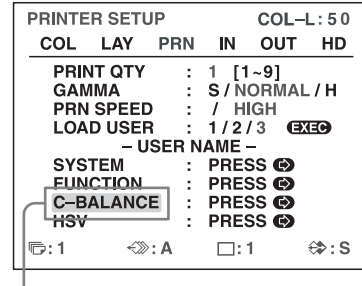 PRINTER SETUP COL–L:50
COL LAY PRN IN OUT HD
PRINT QTY : 1 [1~9]
GAMMA : S / NORMAL / H
PRN SPEED : / HIGH
LOAD USER : 1 / 2 / 3 EXEC
– USER NAME –
SYSTEM : PRESS
FUNCTION : PRESS
C–BALANCE : PRESS
HSV : PRESS
:1 :A :1 :S